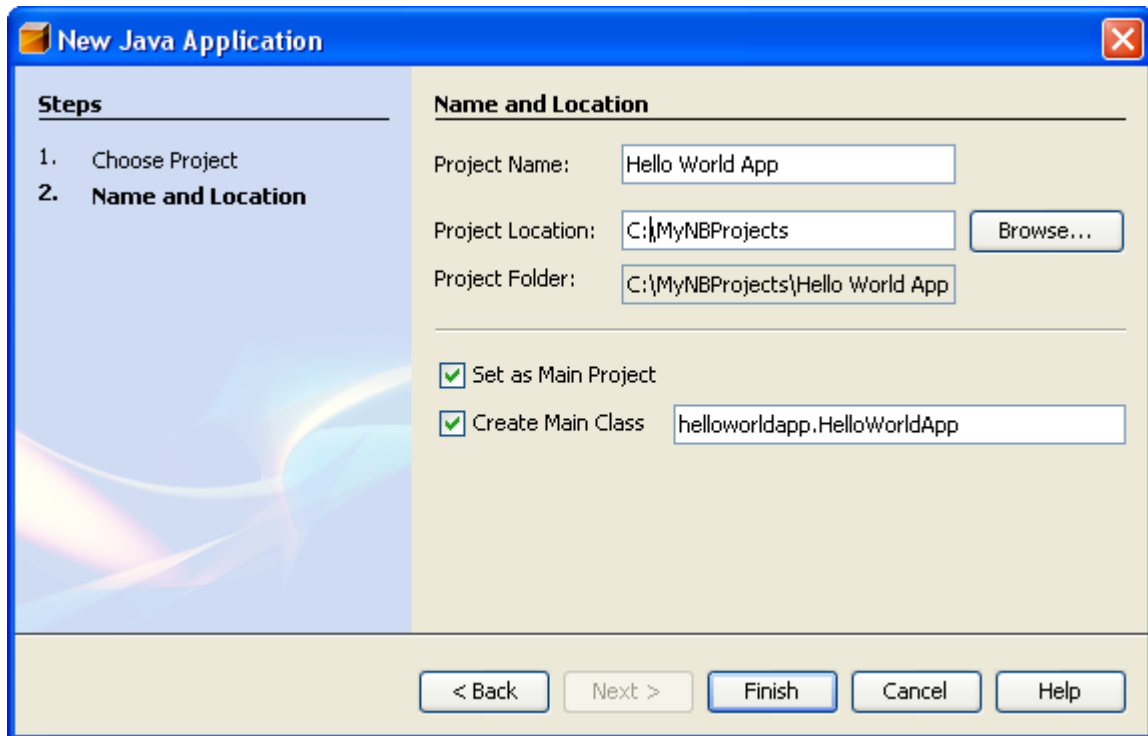 New Java Application
Steps
1. Choose Project
2. Name and Location
Name and Location
Project Name: Hello World App
Project Location: C:\MyNBProjects Browse...
Project Folder: C:\MyNBProjects\Hello World App
Set as Main Project
Create Main Class helloworldapp.HelloWorldApp
< Back Next > Finish Cancel Help